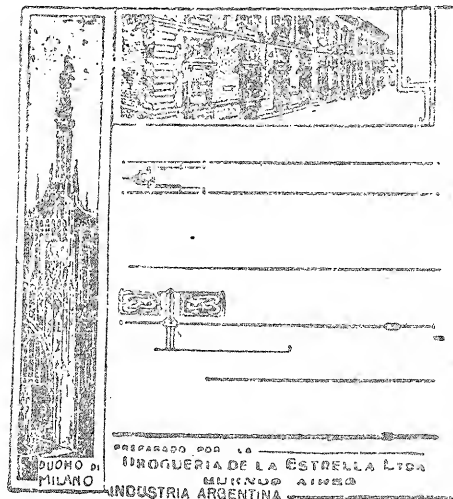 DUOMO DI
MILANO
PREPARADO POR LA
DROGUERIA DE LA ESTRELLA LTDA
BUENOS AIRES
INDUSTRIA ARGENTINA